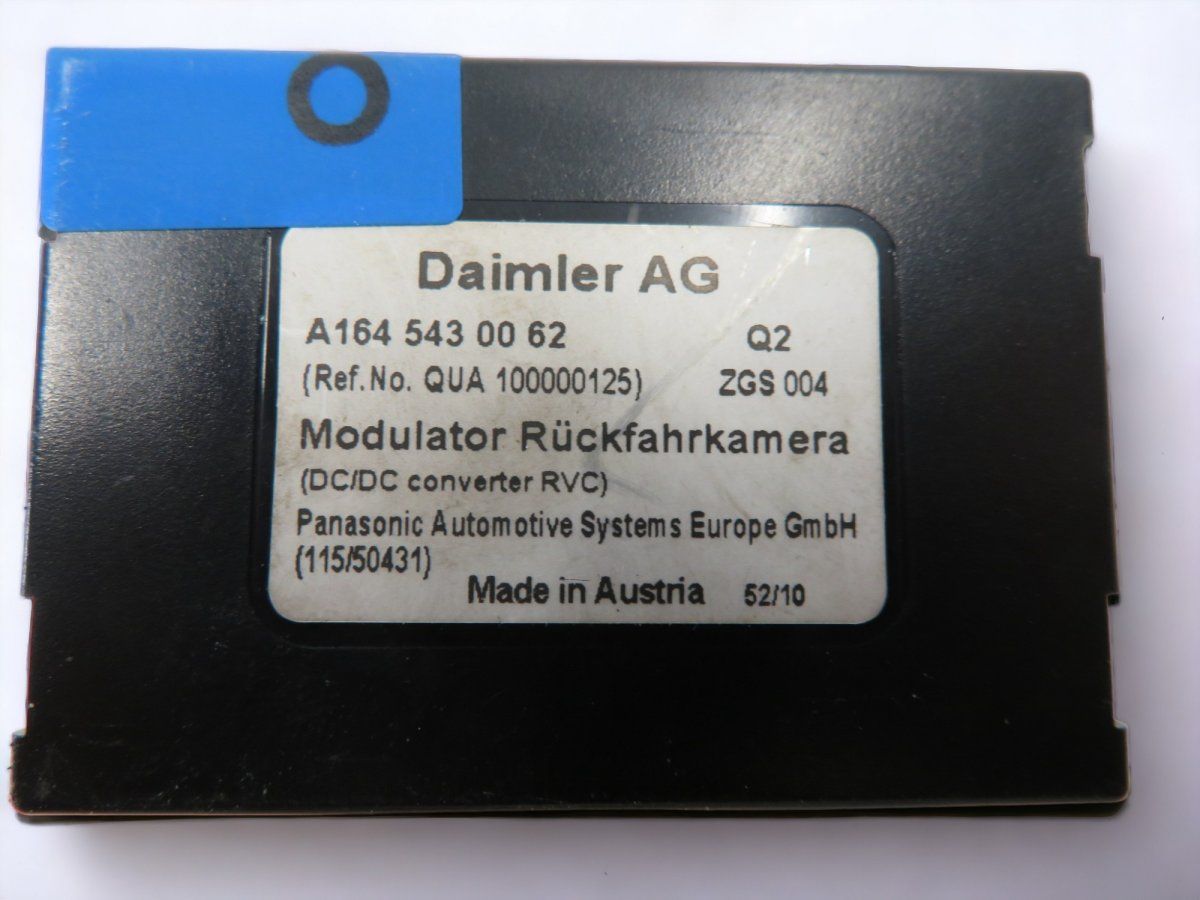 Daimler AG
A164 543 00 62 Q2
(Ref.No. QUA 100000125) ZGS 004
Modulator Rückfahrkamera
(DC/DC converter RVC)
Panasonic Automotive Systems Europe GmbH
(115/50431)
Made in Austria 52/10